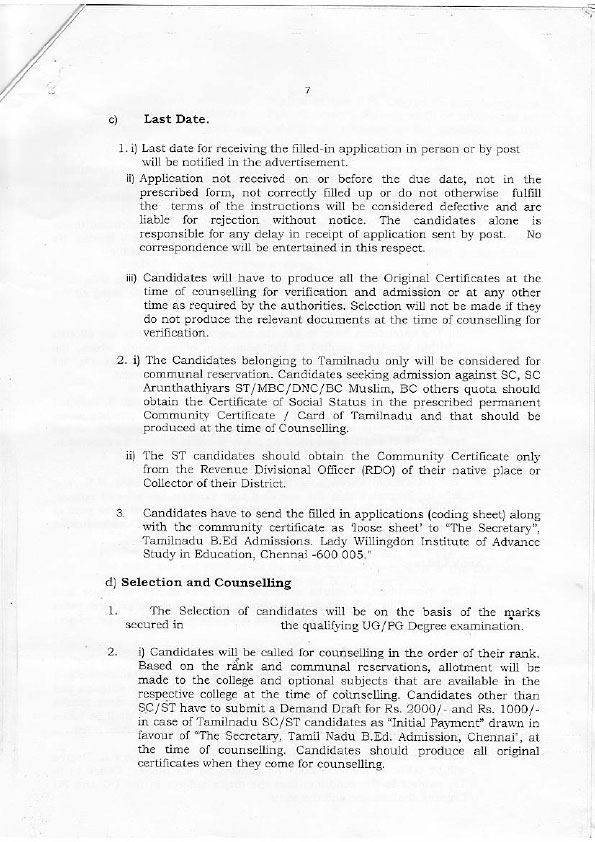 7
c) Last Date.
1. i) Last date for receiving the filled-in application in person or by post
will be notified in the advertisement.
ii) Application not received on or before the due date, not in the
prescribed form, not correctly filled up or do not otherwise fulfill
the terms of the instructions will be considered defective and are
liable for rejection without notice. The candidates alone is
responsible for any delay in receipt of application sent by post. No
correspondence will be entertained in this respect.
iii) Candidates will have to produce all the Original Certificates at the
time of counselling for verification and admission or at any other
time as required by the authorities. Selection will not be made if they
do not produce the relevant documents at the time of counselling for
verification.
2. i) The Candidates belonging to Tamilnadu only will be considered for
communal reservation. Candidates seeking admission against SC, SC
Arunthathiyars ST/MBC/DNC/BC Muslim, BC others quota should
obtain the Certificate of Social Status in the prescribed permanent
Community Certificate / Card of Tamilnadu and that should be
produced at the time of Counselling.
ii) The ST candidates should obtain the Community Certificate only
from the Revenue Divisional Officer (RDO) of their native place or
Collector of their District.
3. Candidates have to send the filled in applications (coding sheet) along
with the community certificate as 'loose sheet' to "The Secretary",
Tamilnadu B.Ed Admissions. Lady Willingdon Institute of Advance
Study in Education, Chennai -600 005."
d) Selection and Counselling
1. The Selection of candidates will be on the basis of the marks
secured in the qualifying UG/PG Degree examination.
2. i) Candidates will be called for counselling in the order of their rank.
Based on the rank and communal reservations, allotment will be
made to the college and optional subjects that are available in the
respective college at the time of counselling. Candidates other than
SC/ST have to submit a Demand Draft for Rs. 2000/- and Rs. 1000/-
in case of Tamilnadu SC/ST candidates as "Initial Payment" drawn in
favour of "The Secretary, Tamil Nadu B.Ed. Admission, Chennai", at
the time of counselling. Candidates should produce all original
certificates when they come for counselling.